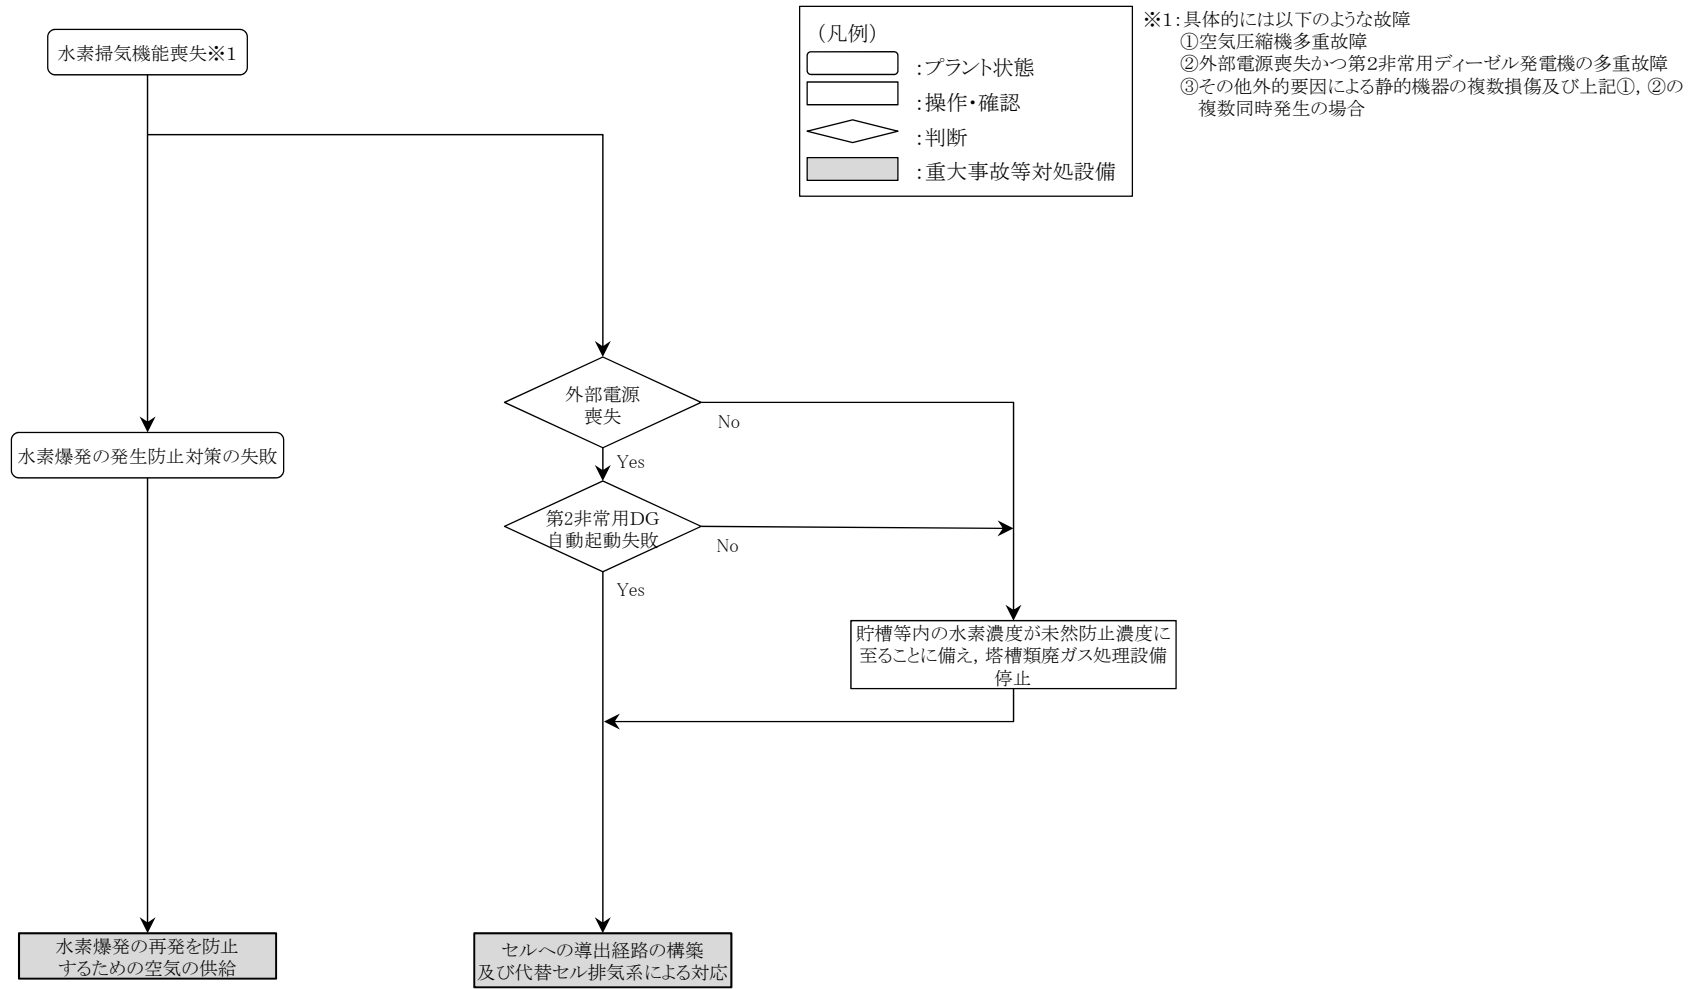 水素掃気機能喪失※1
(凡例)
:プラント状態
:操作・確認
:判断
:重大事故等対処設備
※1:具体的には以下のような故障
①空気圧縮機多重故障
②外部電源喪失かつ第2非常用ディーゼル発電機の多重故障
③その他外的要因による静的機器の複数損傷及び上記①, ②の
複数同時発生の場合
外部電源
喪失
No
Yes
水素爆発の発生防止対策の失敗
第2非常用DG
自動起動失敗
No
Yes
貯槽等内の水素濃度が未然防止濃度に
至ることに備え, 塔槽類廃ガス処理設備
停止
水素爆発の再発を防止
するための空気の供給
セルへの導出経路の構築
及び代替セル排気系による対応